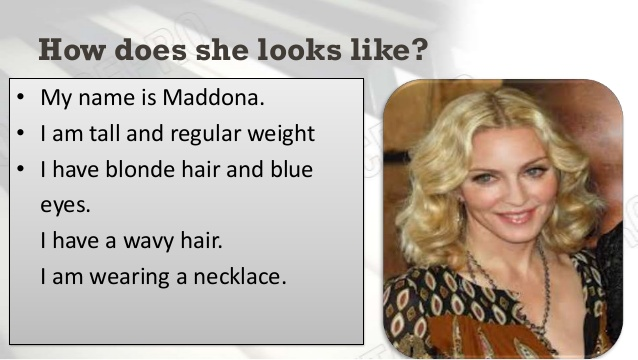 How does she looks like?
• My name is Maddona.
• I am tall and regular weight
• I have blonde hair and blue
eyes.
I have a wavy hair.
I am wearing a necklace.